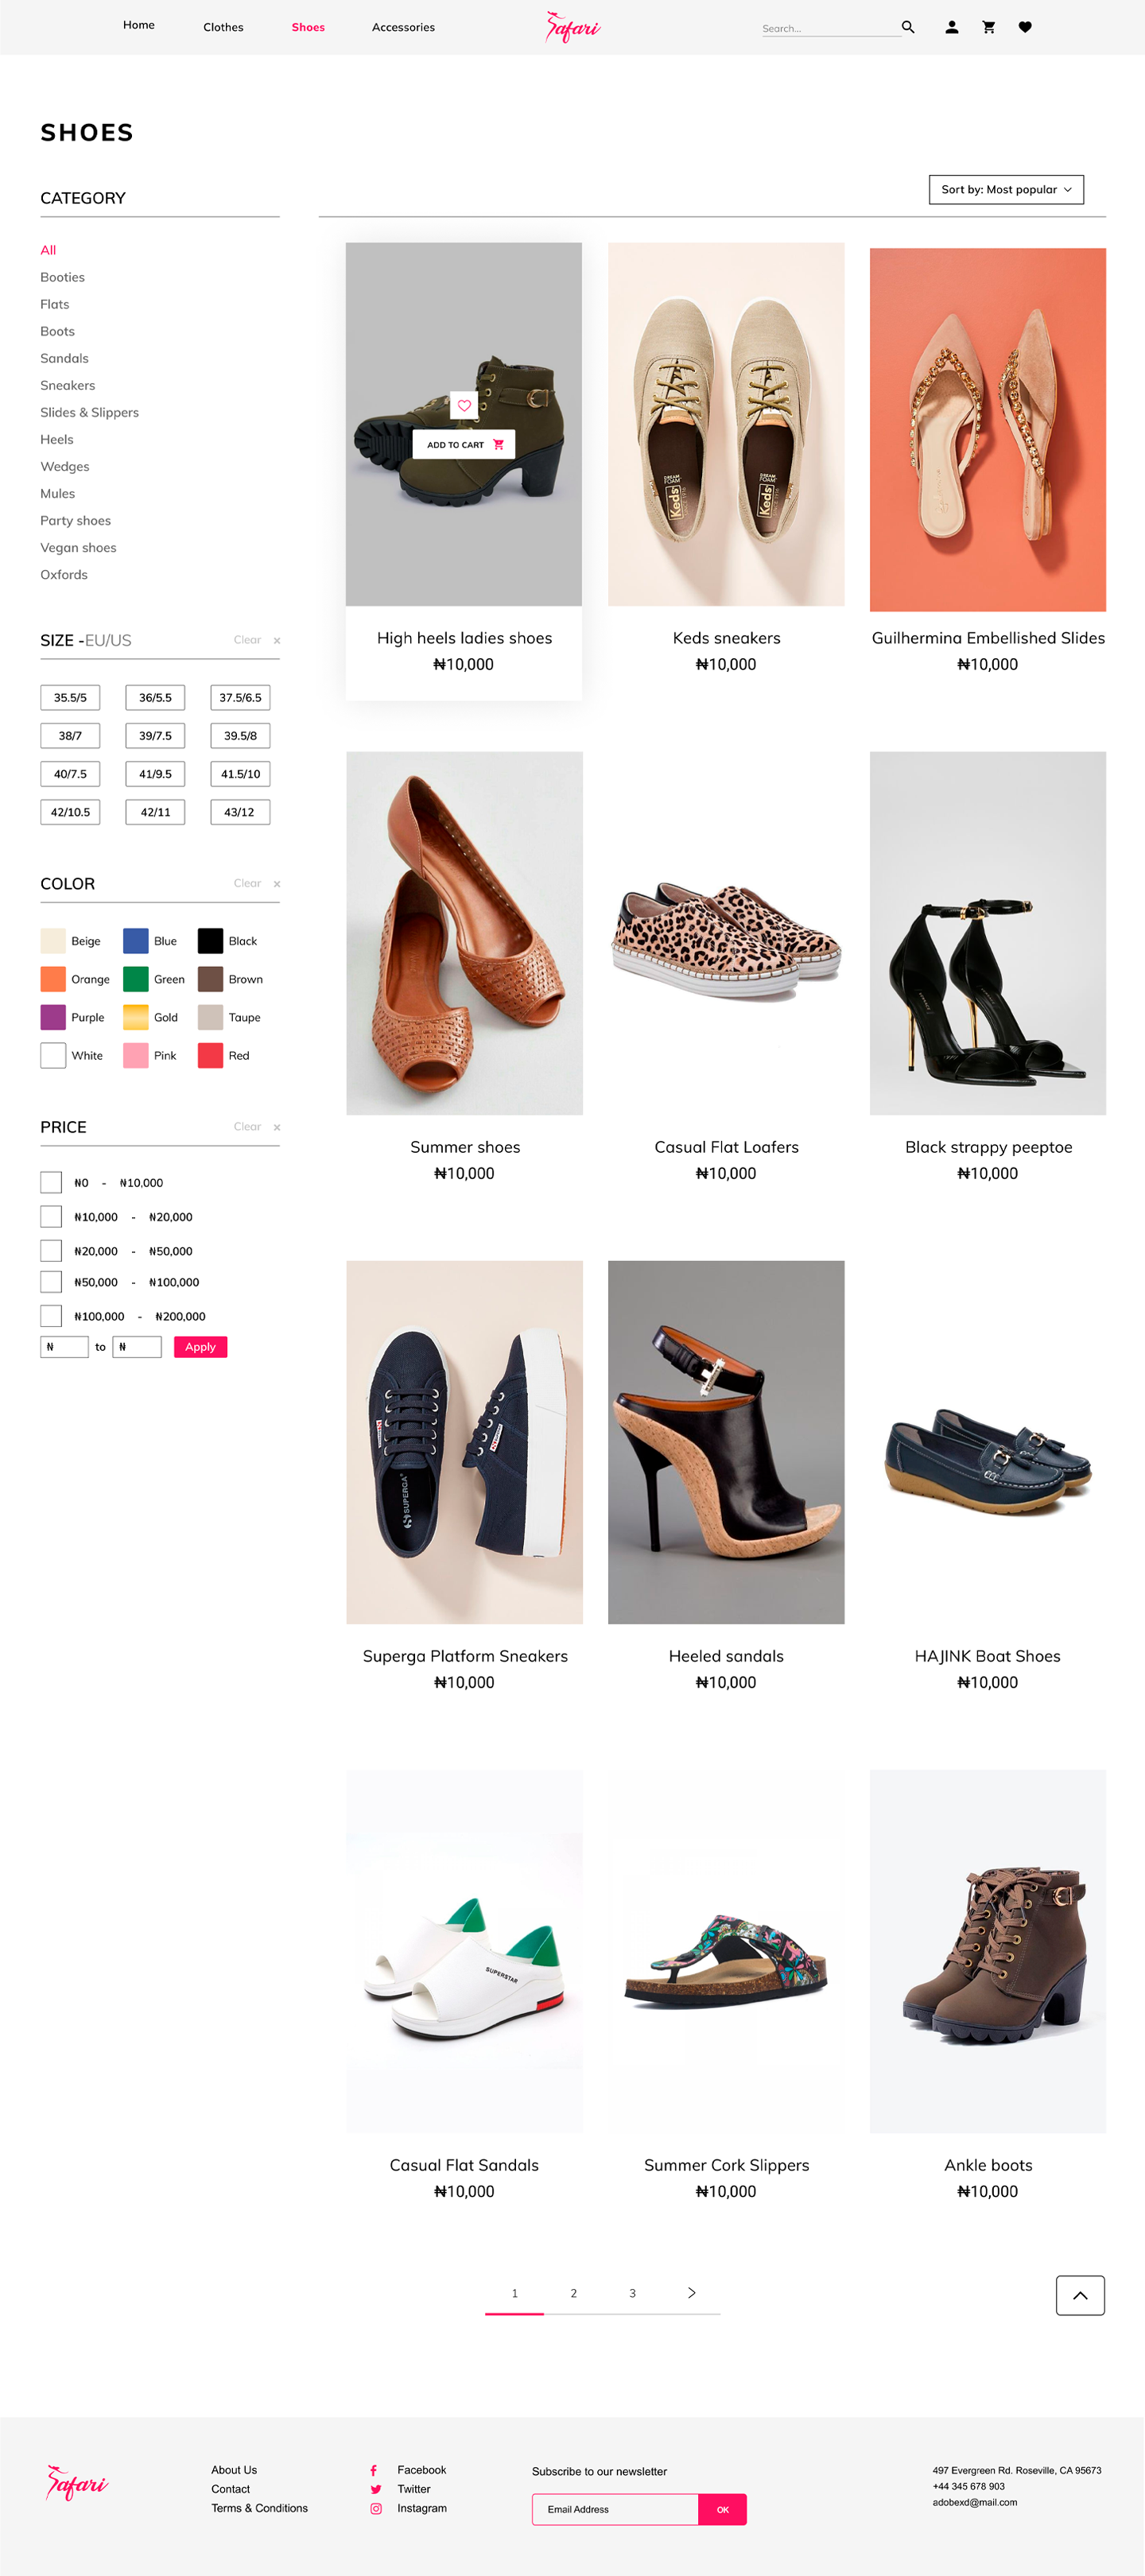 Home
Clothes
Shoes
Accessories
Safari
Search...
SHOES
CATEGORY
Sort by: Most popular
All
Booties
Flats
Boots
Sandals
Sneakers
Slides & Slippers
Heels
Wedges
Mules
Party shoes
Vegan shoes
Oxfords
SIZE -EU/US
Clear x
35.5/5 36/5.5 37.5/6.5
38/7 39/7.5 39.5/8
40/7.5 41/9.5 41.5/10
42/10.5 42/11 43/12
COLOR
Clear x
Beige Blue Black
Orange Green Brown
Purple Gold Taupe
White Pink Red
PRICE
Clear x
₦0 - ₦10,000
₦10,000 - ₦20,000
₦20,000 - ₦50,000
₦50,000 - ₦100,000
₦100,000 - ₦200,000
₦ to ₦ Apply
ADD TO CART
High heels ladies shoes
₦10,000
DREAM
FOAM
Keds
DREAM
FOAM
Keds
Keds sneakers
₦10,000
Guilhermina Embellished Slides
₦10,000
Summer shoes
₦10,000
Casual Flat Loafers
₦10,000
Black strappy peeptoe
₦10,000
SUPERGA
Superga Platform Sneakers
₦10,000
Heeled sandals
₦10,000
HAJINK Boat Shoes
₦10,000
SUPERSTAR
Casual Flat Sandals
₦10,000
Summer Cork Slippers
₦10,000
Ankle boots
₦10,000
1 2 3 >
Safari
About Us
Contact
Terms & Conditions
Facebook
Twitter
Instagram
Subscribe to our newsletter
Email Address OK
497 Evergreen Rd. Roseville, CA 95673
+44 345 678 903
adobexd@mail.com